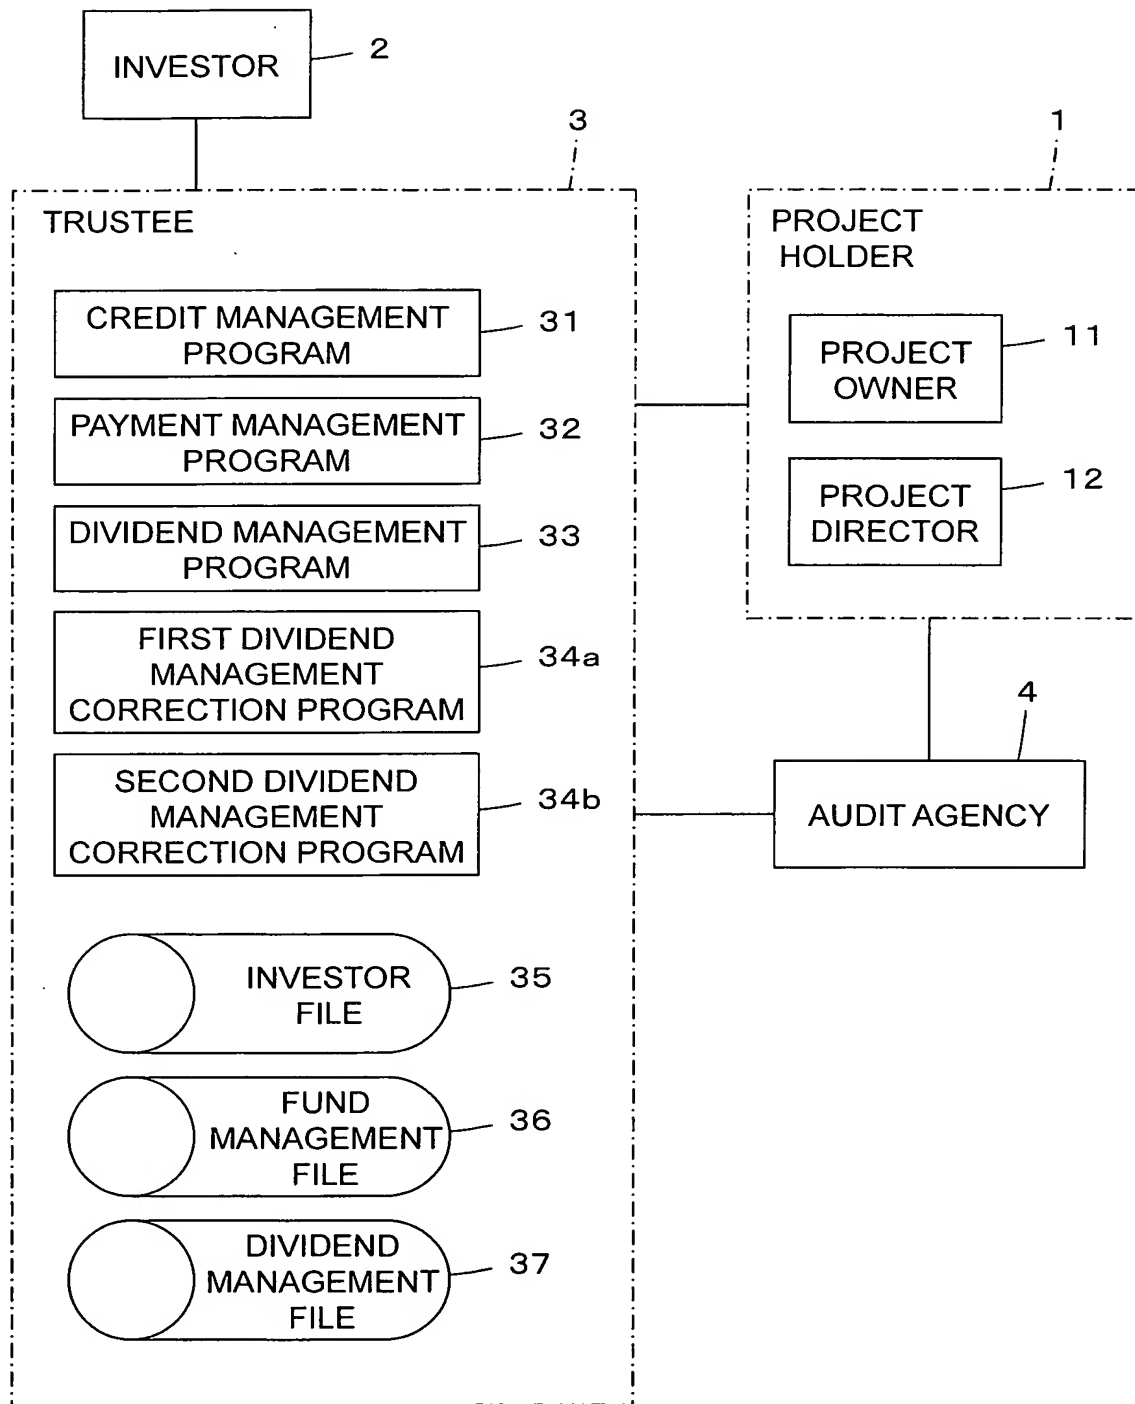 INVESTOR
2
3
1
TRUSTEE
PROJECT
HOLDER
CREDIT MANAGEMENT
PROGRAM
31
PAYMENT MANAGEMENT
PROGRAM
32
DIVIDEND MANAGEMENT
PROGRAM
33
FIRST DIVIDEND
MANAGEMENT
CORRECTION PROGRAM
34a
SECOND DIVIDEND
MANAGEMENT
CORRECTION PROGRAM
34b
INVESTOR
FILE
35
FUND
MANAGEMENT
FILE
36
DIVIDEND
MANAGEMENT
FILE
37
PROJECT
OWNER
11
PROJECT
DIRECTOR
12
4
AUDIT AGENCY